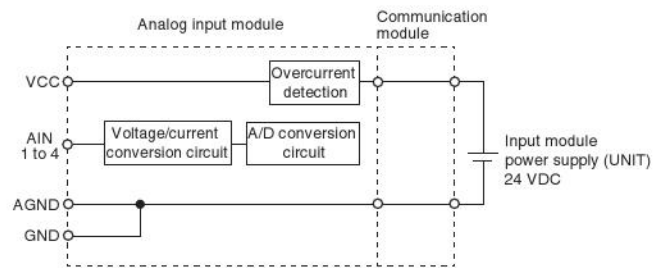 Analog input module
Communication
module
VCC
Overcurrent
detection
AIN
1 to 4
Voltage/current
conversion circuit
A/D conversion
circuit
Input module
power supply (UNIT)
24 VDC
AGND
GND